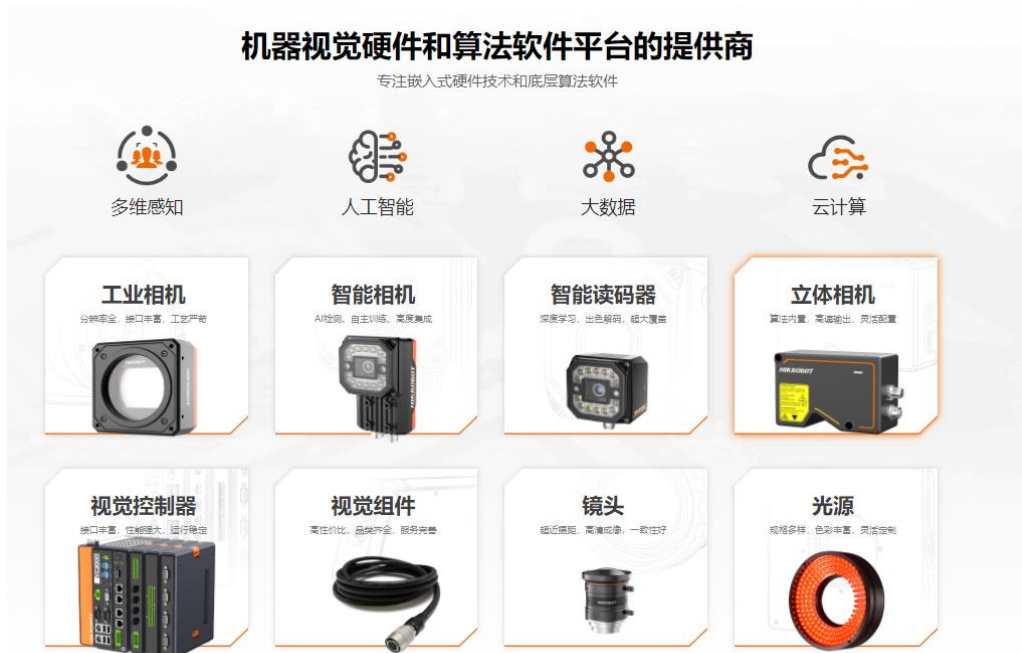 机器视觉硬件和算法软件平台的提供商
专注嵌入式硬件技术和底层算法软件
多维感知
人工智能
大数据
云计算
工业相机
分辨率全、接口丰富、工艺严苛
智能相机
AI检测、自主训练、高度集成
智能读码器
深度学习、出色解码、超大覆盖
立体相机
算法内置、高速输出、灵活配置
HIKROBOT
HIKROBOT
视觉控制器
接口丰富、性能强大、运行稳定
视觉组件
高性价比、品类齐全、服务完善
镜头
超近摄距、高清成像、一致性好
光源
规格多样、色彩丰富、灵活定制